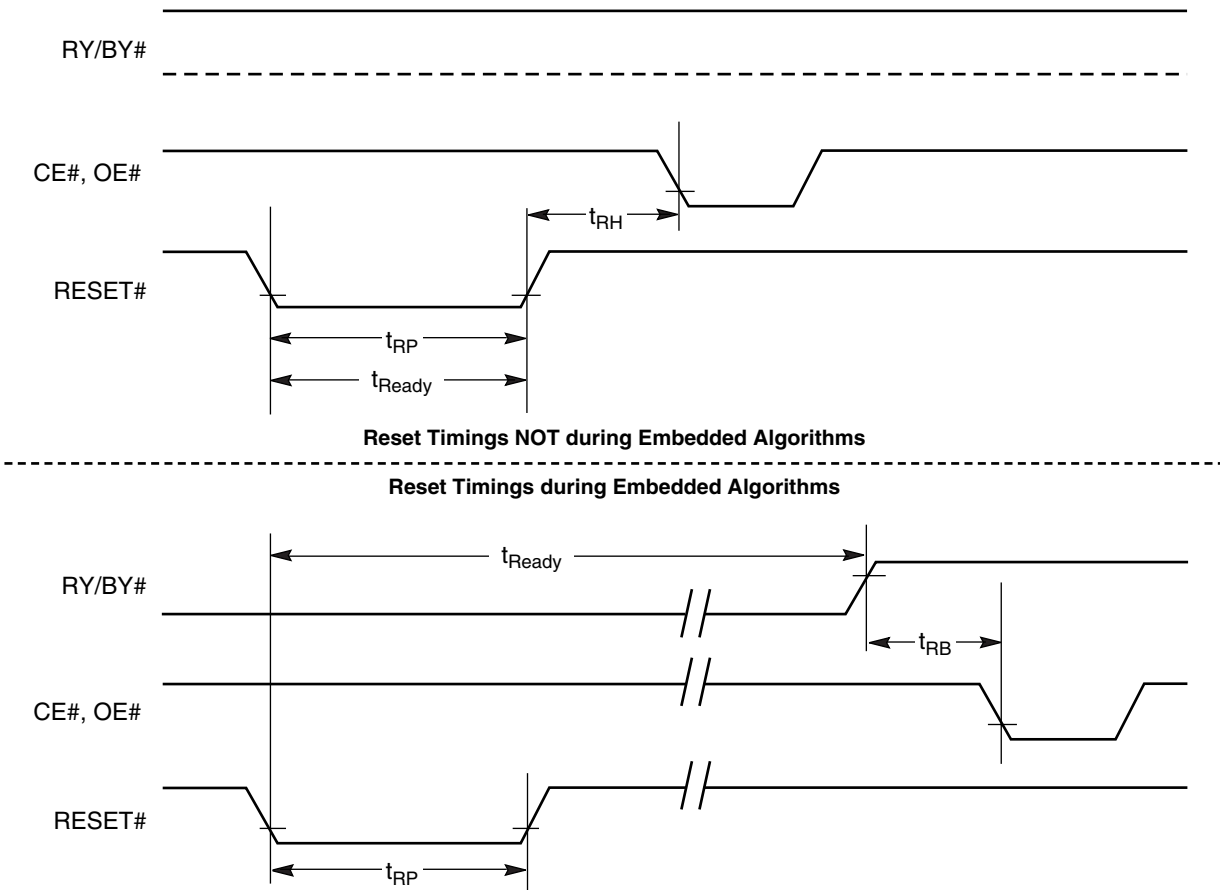 RY/BY#
CE#, OE#
tRH
RESET#
tRP
tReady
Reset Timings NOT during Embedded Algorithms
Reset Timings during Embedded Algorithms
tReady
RY/BY#
tRB
CE#, OE#
RESET#
tRP